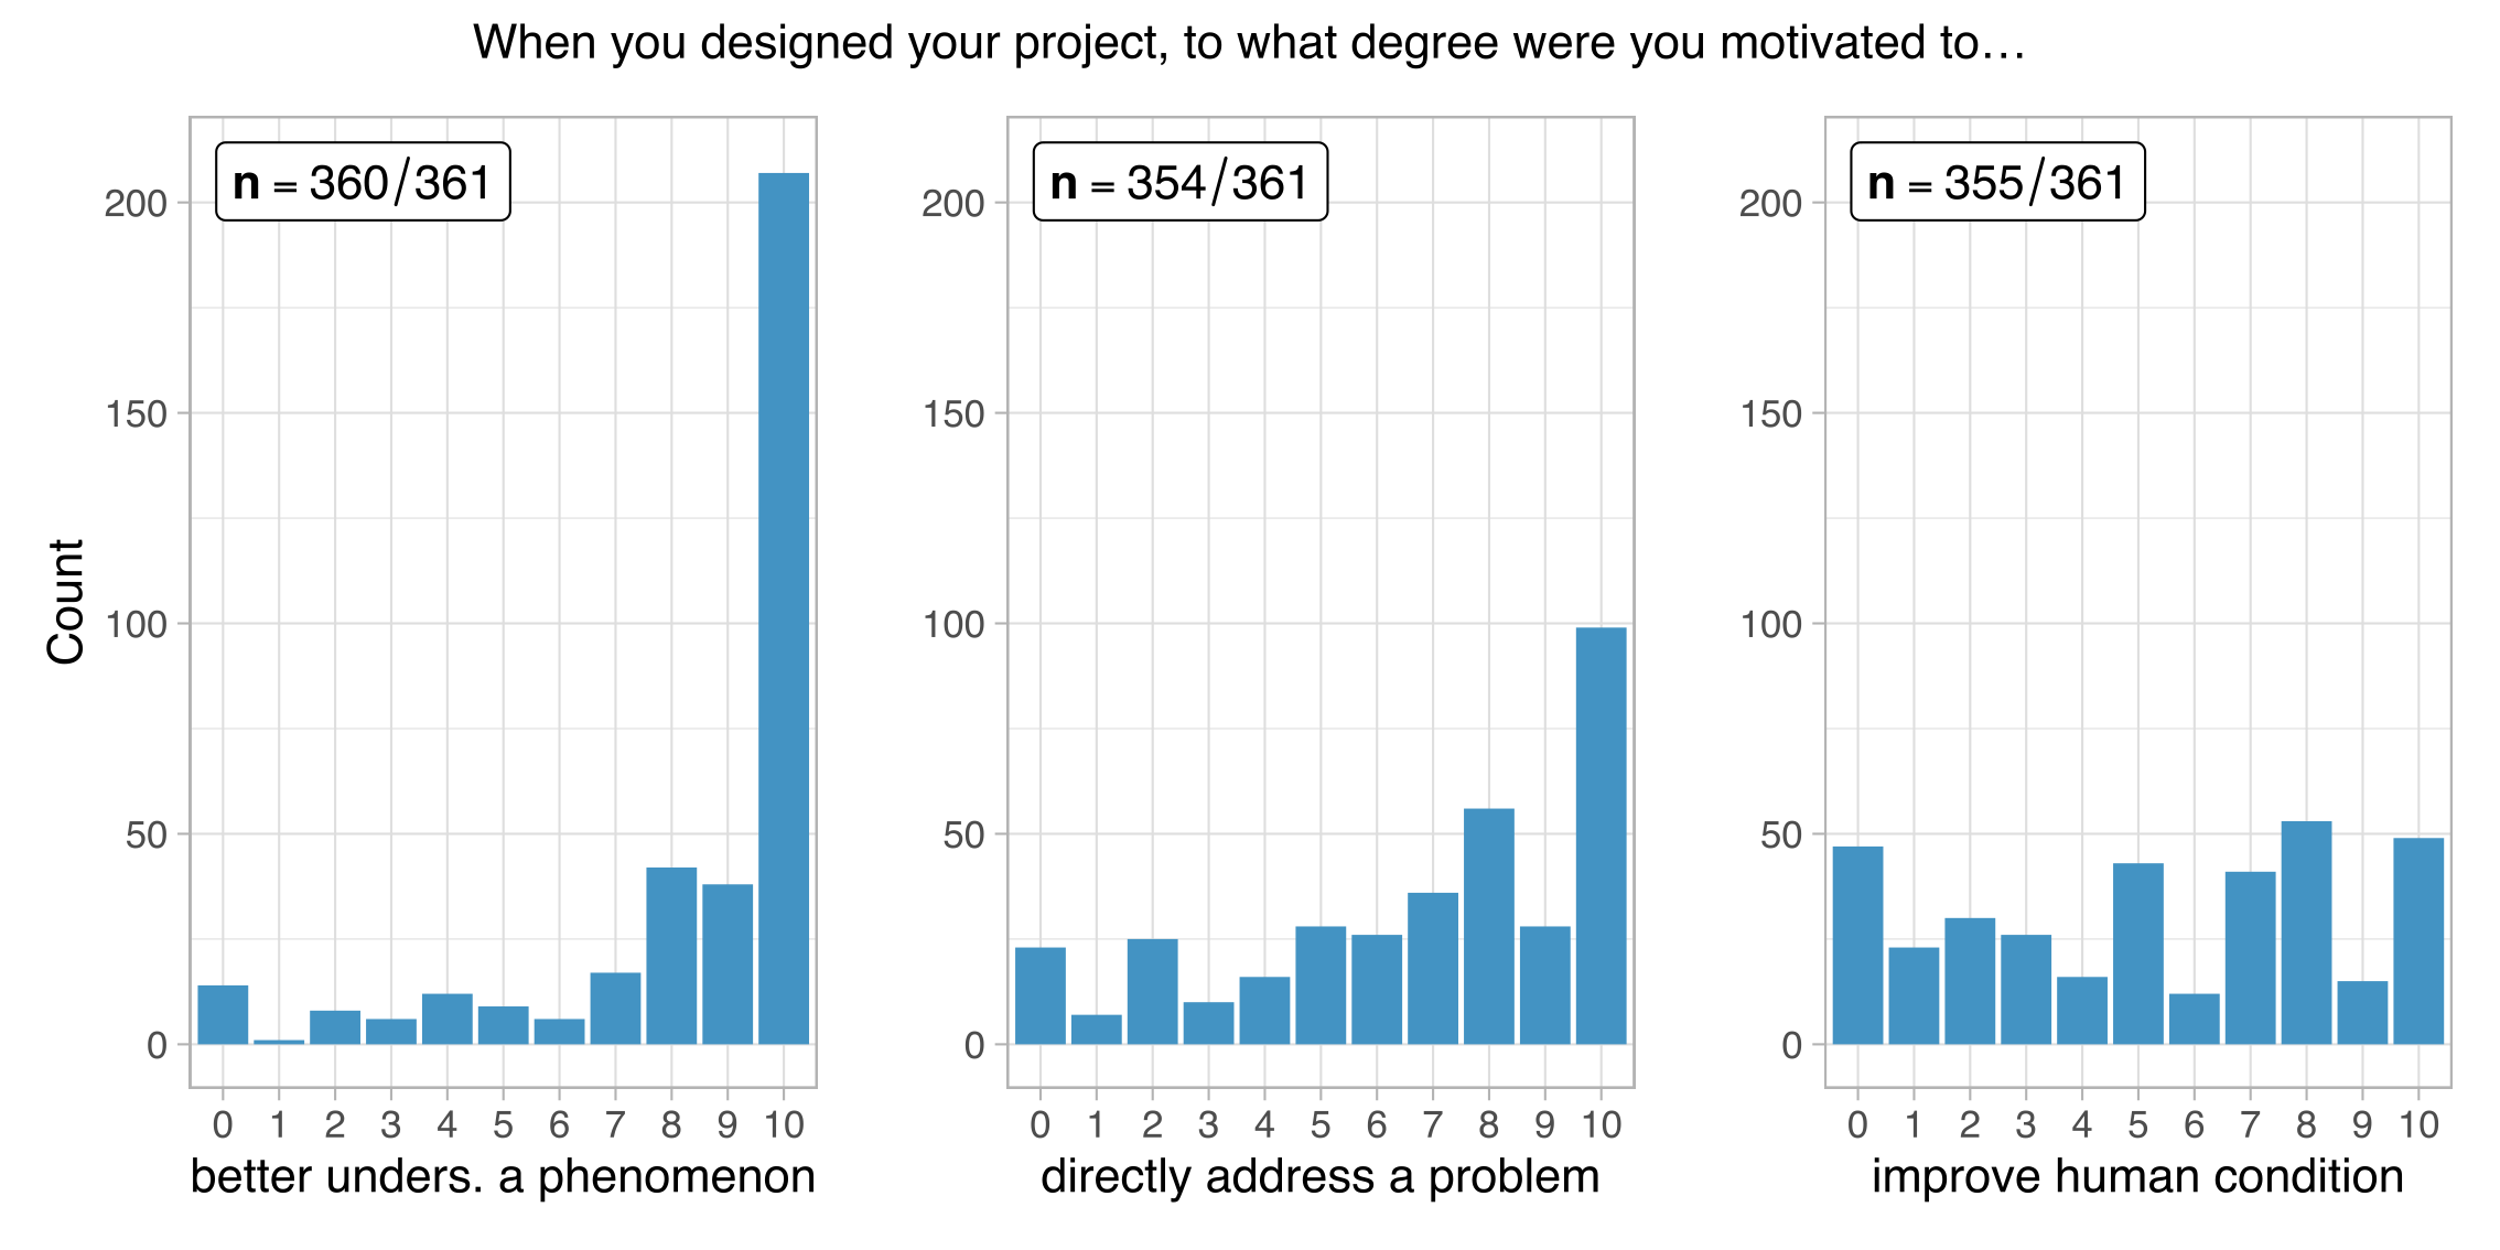 When you designed your project, to what degree were you motivated to…
n = 360/361
n = 354/361
n = 355/361
Count
200
150
100
50
0
200
150
100
50
0
200
150
100
50
0
0 1 2 3 4 5 6 7 8 9 10
0 1 2 3 4 5 6 7 8 9 10
0 1 2 3 4 5 6 7 8 9 10
better unders. a phenomenon
directly address a problem
improve human condition